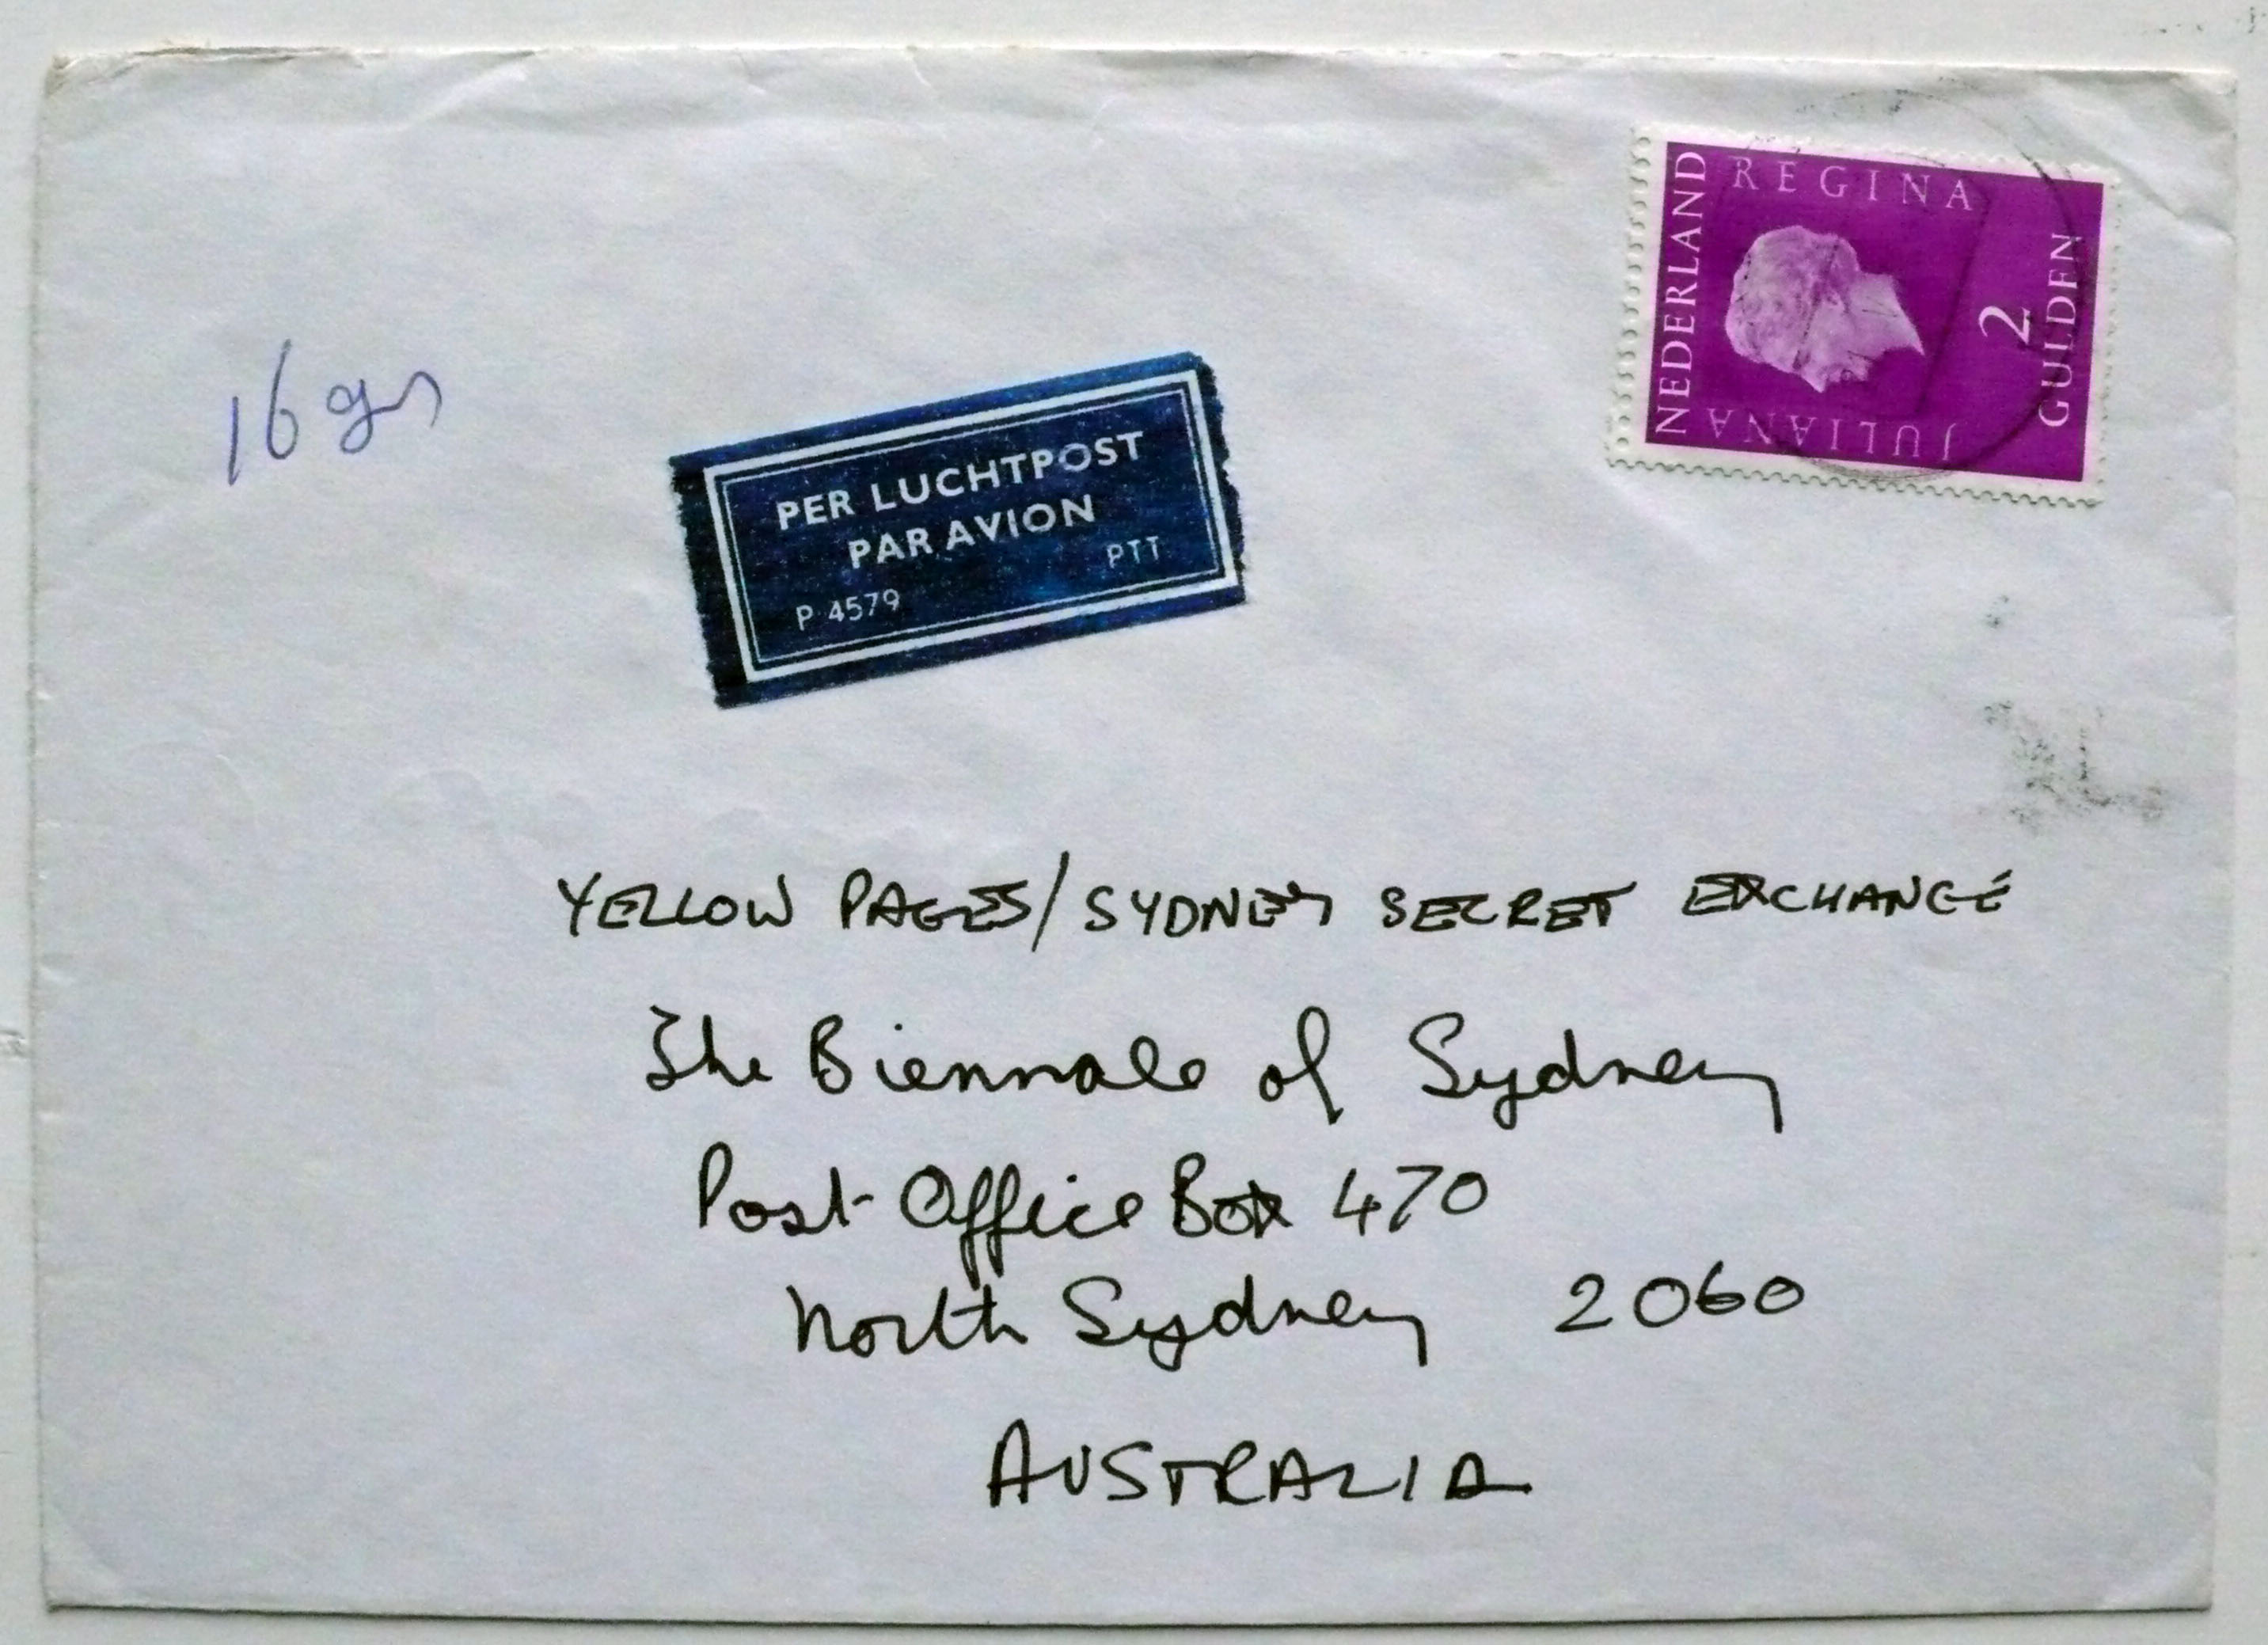 NEDERLAND
REGINA
JULIANA
2
GULDEN
16 grs
PER LUCHTPOST
PAR AVION
PTT
P 4579
YELLOW PAGES/SYDNEY SECRET EXCHANGE
The Biennale of Sydney
Post Office Box 470
North Sydney 2060
AUSTRALIA